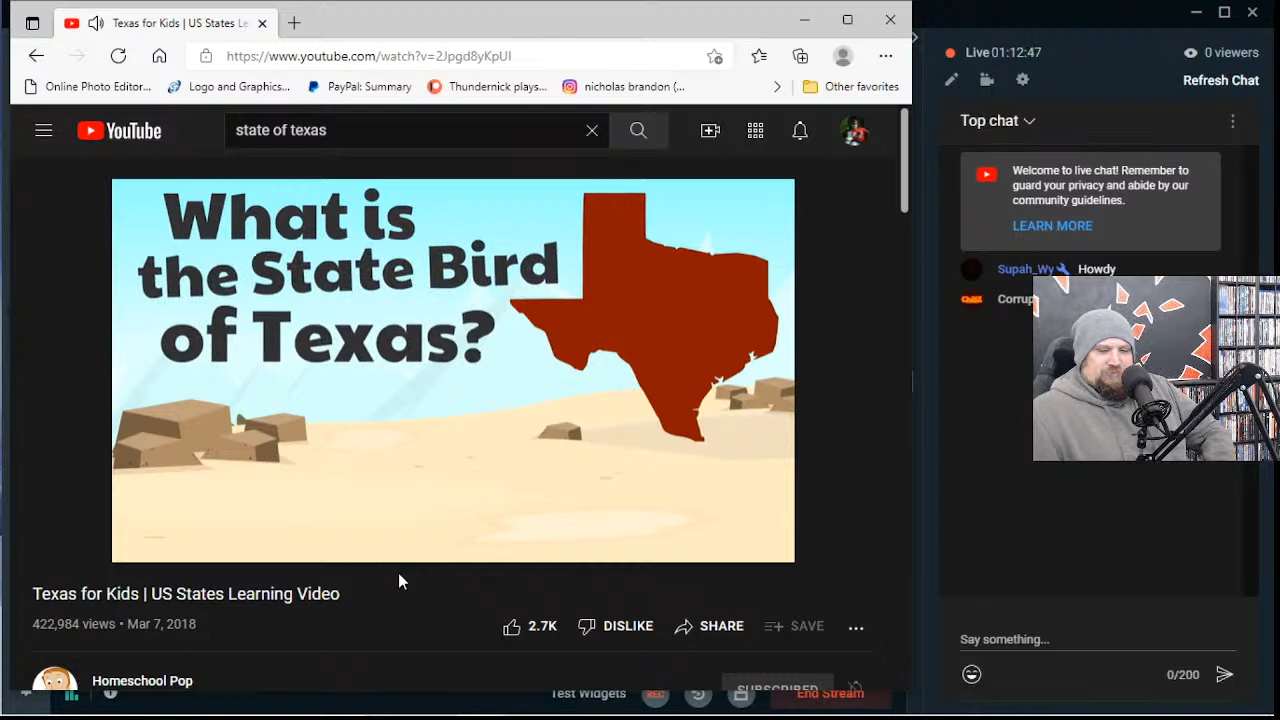 Texas for Kids | US States Le
https://www.youtube.com/watch?v=2Jpgd8yKpUI
Online Photo Editor...
Logo and Graphics...
PayPal: Summary
Thundernick plays...
nicholas brandon (...
Other favorites
YouTube
state of texas
What is
the State Bird
of Texas?
Texas for Kids | US States Learning Video
422,984 views • Mar 7, 2018
2.7K
DISLIKE
SHARE
SAVE
Homeschool Pop
SUBSCRIBED
Live 01:12:47
0 viewers
Refresh Chat
Top chat
Welcome to live chat! Remember to
guard your privacy and abide by our
community guidelines.
LEARN MORE
Supah_Wy Howdy
Corrup
Say something...
0/200
Test Widgets
REC
End Stream